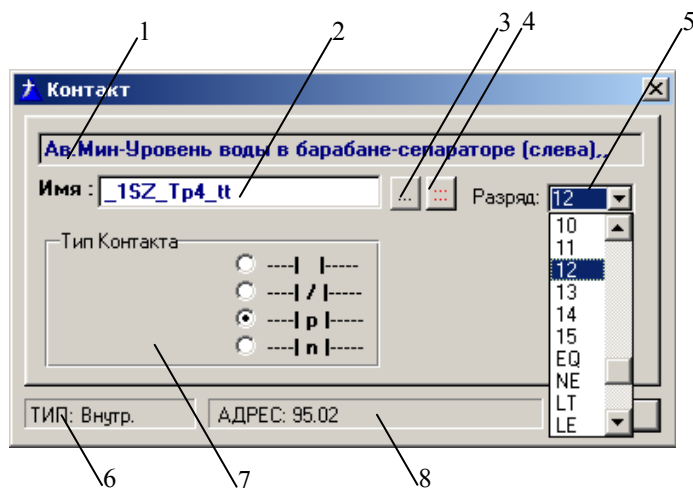 1 2 3 4 5
Контакт
Ав.Мин-Уровень воды в барабане-сепараторе (слева),,
Имя : _1SZ_Tp4_tt ... ::: Разряд: 12
Тип Контакта
----| |-----
----| / |-----
----| p |-----
----| n |-----
10
11
12
13
14
15
EQ
NE
LT
LE
ТИП: Внутр. АДРЕС: 95.02
6 7 8